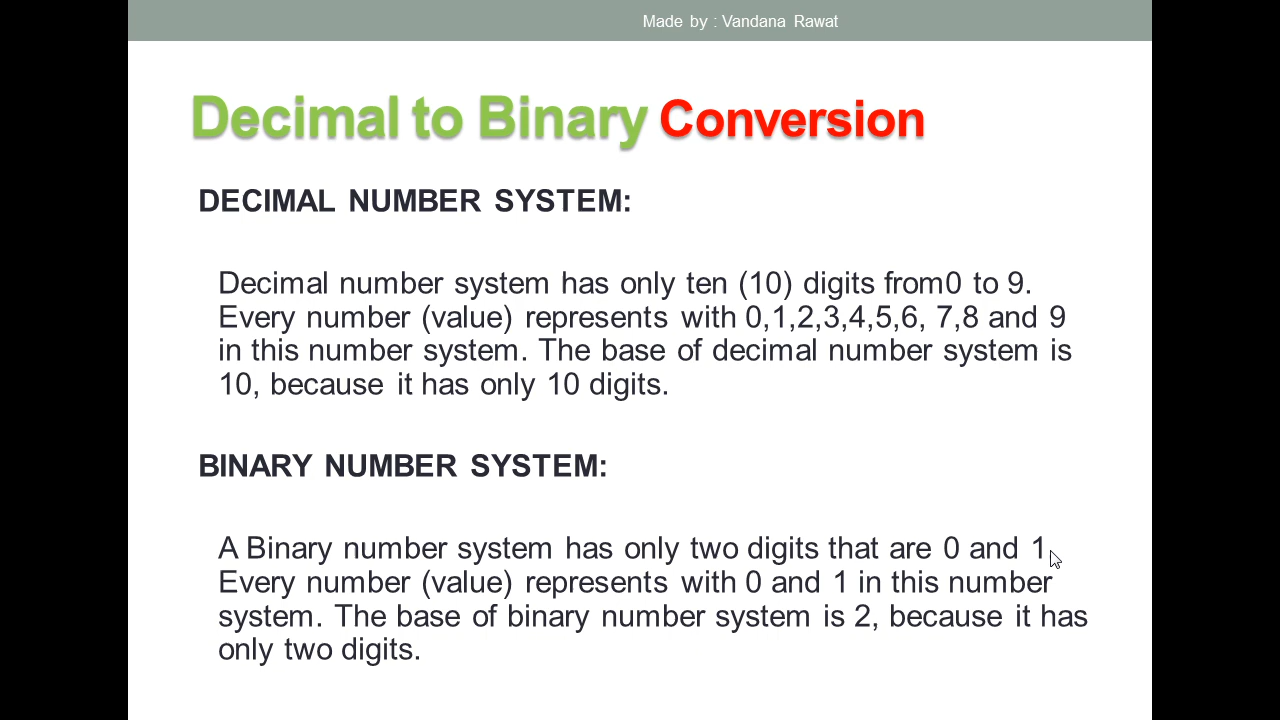 Made by : Vandana Rawat
Decimal to Binary Conversion
DECIMAL NUMBER SYSTEM:
Decimal number system has only ten (10) digits from0 to 9.
Every number (value) represents with 0,1,2,3,4,5,6, 7,8 and 9
in this number system. The base of decimal number system is
10, because it has only 10 digits.
BINARY NUMBER SYSTEM:
A Binary number system has only two digits that are 0 and 1.
Every number (value) represents with 0 and 1 in this number
system. The base of binary number system is 2, because it has
only two digits.